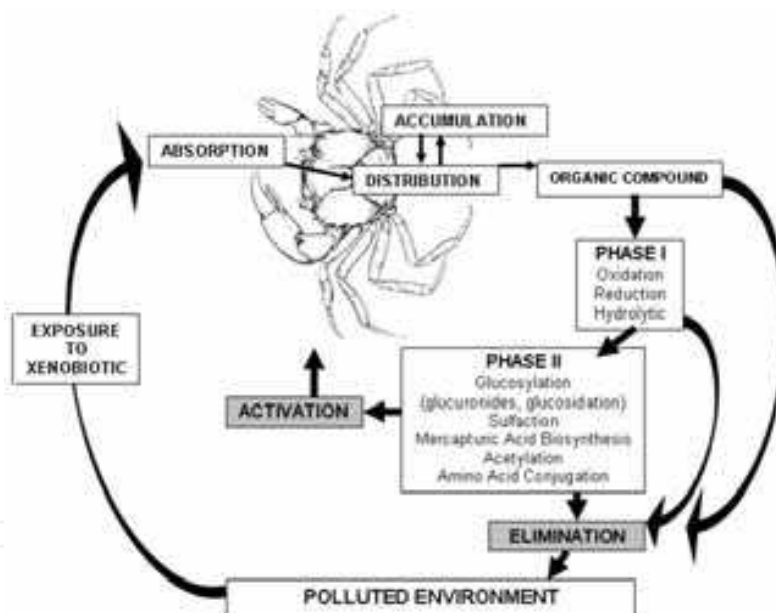 ACCUMULATION
ABSORPTION
DISTRIBUTION
ORGANIC COMPOUND
PHASE I
Oxidation
Reduction
Hydrolytic
EXPOSURE
TO
XENOBIOTIC
PHASE II
Glucosylation
(glucuronides, glucosidation)
Sulfaction
Mercapturic Acid Biosynthesis
Acetylation
Amino Acid Conjugation
ACTIVATION
ELIMINATION
POLLUTED ENVIRONMENT